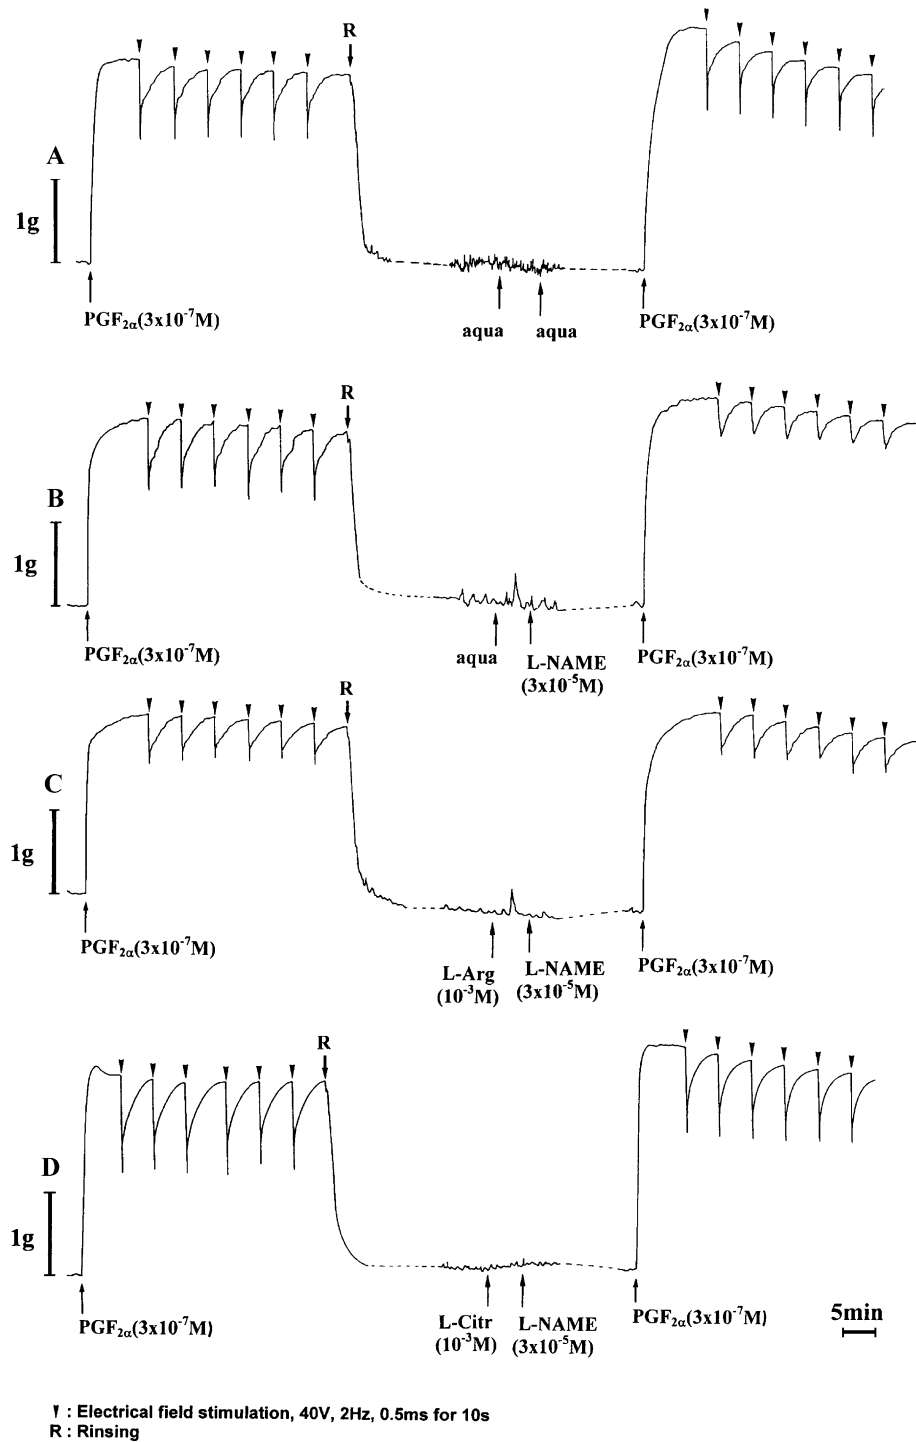 R
A
1g
PGF2α(3x10-7M)
aqua
aqua
PGF2α(3x10-7M)
R
B
1g
PGF2α(3x10-7M)
aqua
L-NAME
(3x10-5M)
PGF2α(3x10-7M)
R
C
1g
PGF2α(3x10-7M)
L-Arg
(10-3M)
L-NAME
(3x10-5M)
PGF2α(3x10-7M)
R
D
1g
PGF2α(3x10-7M)
L-Citr
(10-3M)
L-NAME
(3x10-5M)
PGF2α(3x10-7M)
5min
: Electrical field stimulation, 40V, 2Hz, 0.5ms for 10s
R : Rinsing